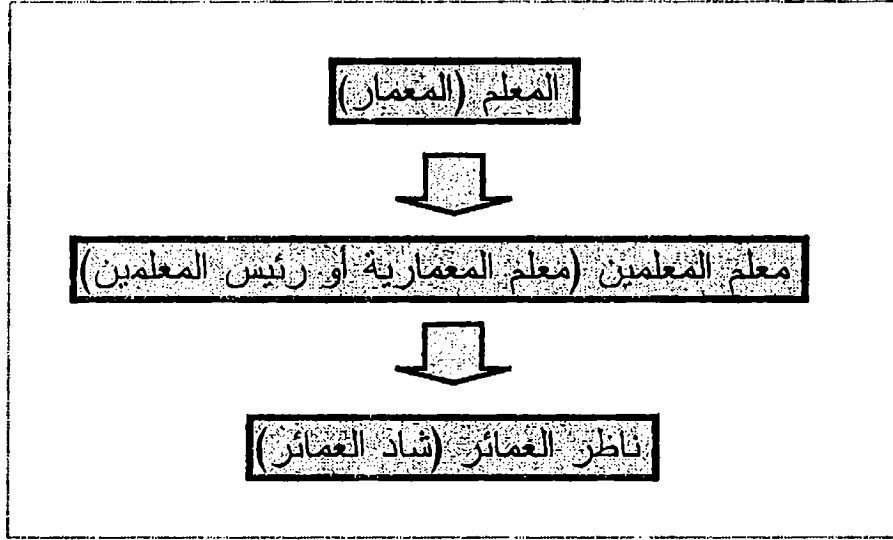 المعلم (المعمار)
معلم المعلمين (معلم المعمارية أو رئيس المعلمين)
ناظر العمائر (شاد العمائر)